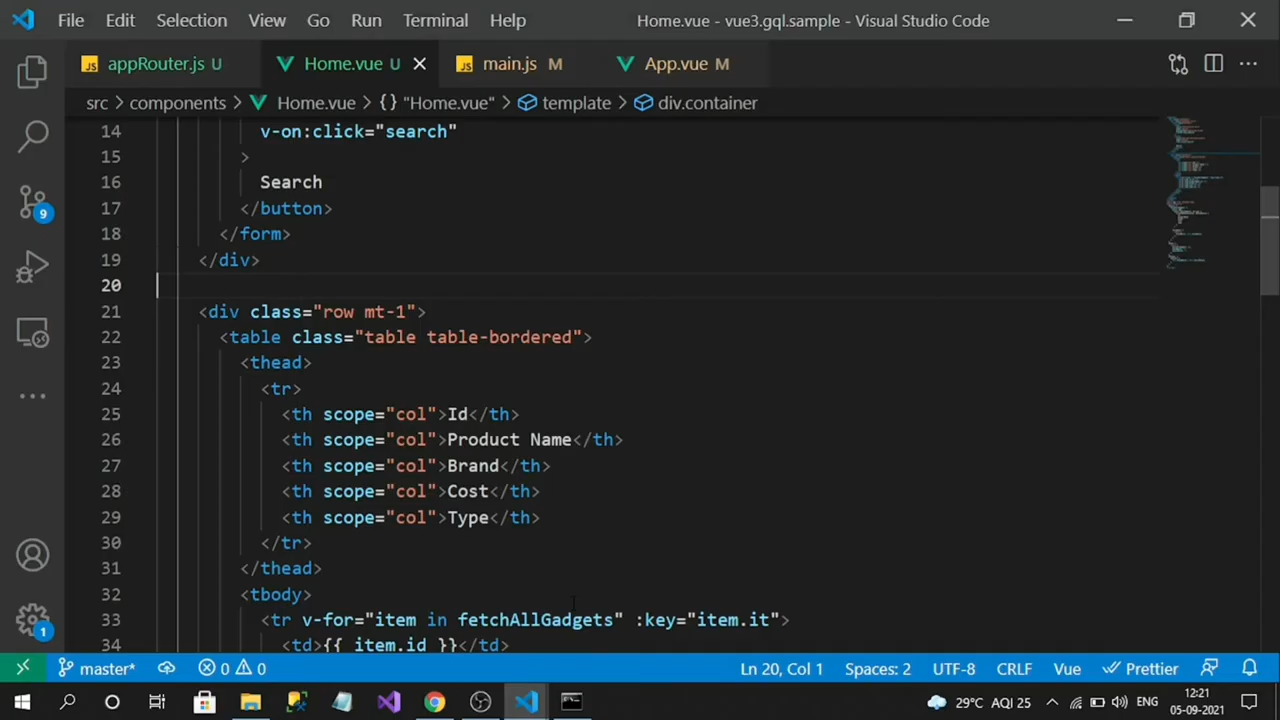 File Edit Selection View Go Run Terminal Help Home.vue - vue3.gql.sample - Visual Studio Code
JS appRouter.js U Home.vue U JS main.js M App.vue M
src > components > Home.vue > {} "Home.vue" > template > div.container
14 v-on:click="search"
15 >
16 Search
17 </button>
18 </form>
19 </div>
20
21 <div class="row mt-1">
22 <table class="table table-bordered">
23 <thead>
24 <tr>
25 <th scope="col">Id</th>
26 <th scope="col">Product Name</th>
27 <th scope="col">Brand</th>
28 <th scope="col">Cost</th>
29 <th scope="col">Type</th>
30 </tr>
31 </thead>
32 <tbody>
33 <tr v-for="item in fetchAllGadgets" :key="item.it">
34 <td>{{ item.id }}</td>
9
1
master* 0 0 Ln 20, Col 1 Spaces: 2 UTF-8 CRLF Vue Prettier
29°C AQI 25 ENG 12:21
05-09-2021